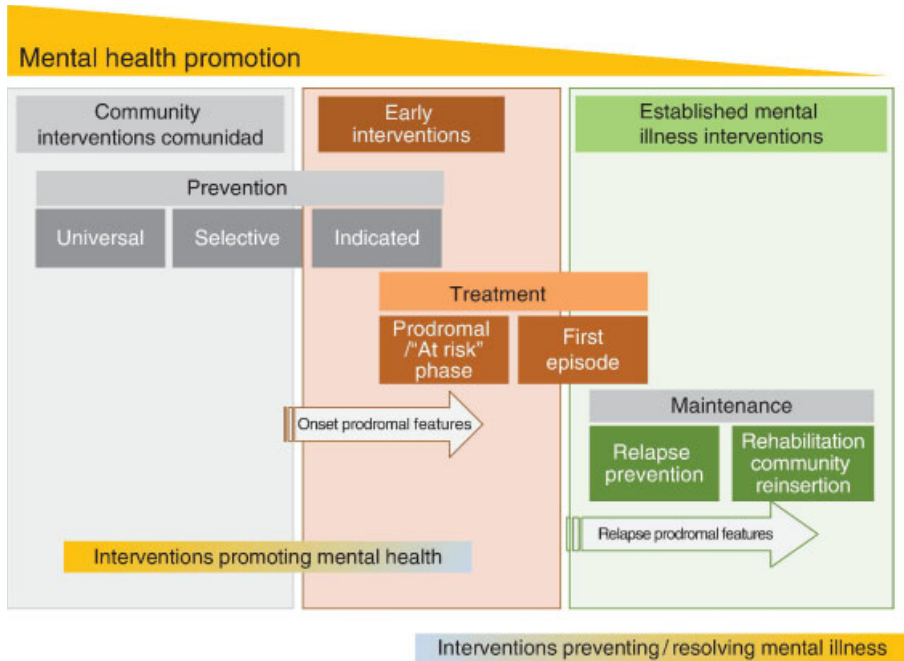 Mental health promotion
Community
interventions comunidad
Early
interventions
Established mental
illness interventions
Prevention
Universal
Selective
Indicated
Treatment
Prodromal
/"At risk"
phase
First
episode
Onset prodromal features
Maintenance
Relapse
prevention
Rehabilitation
community
reinsertion
Relapse prodromal features
Interventions promoting mental health
Interventions preventing/resolving mental illness